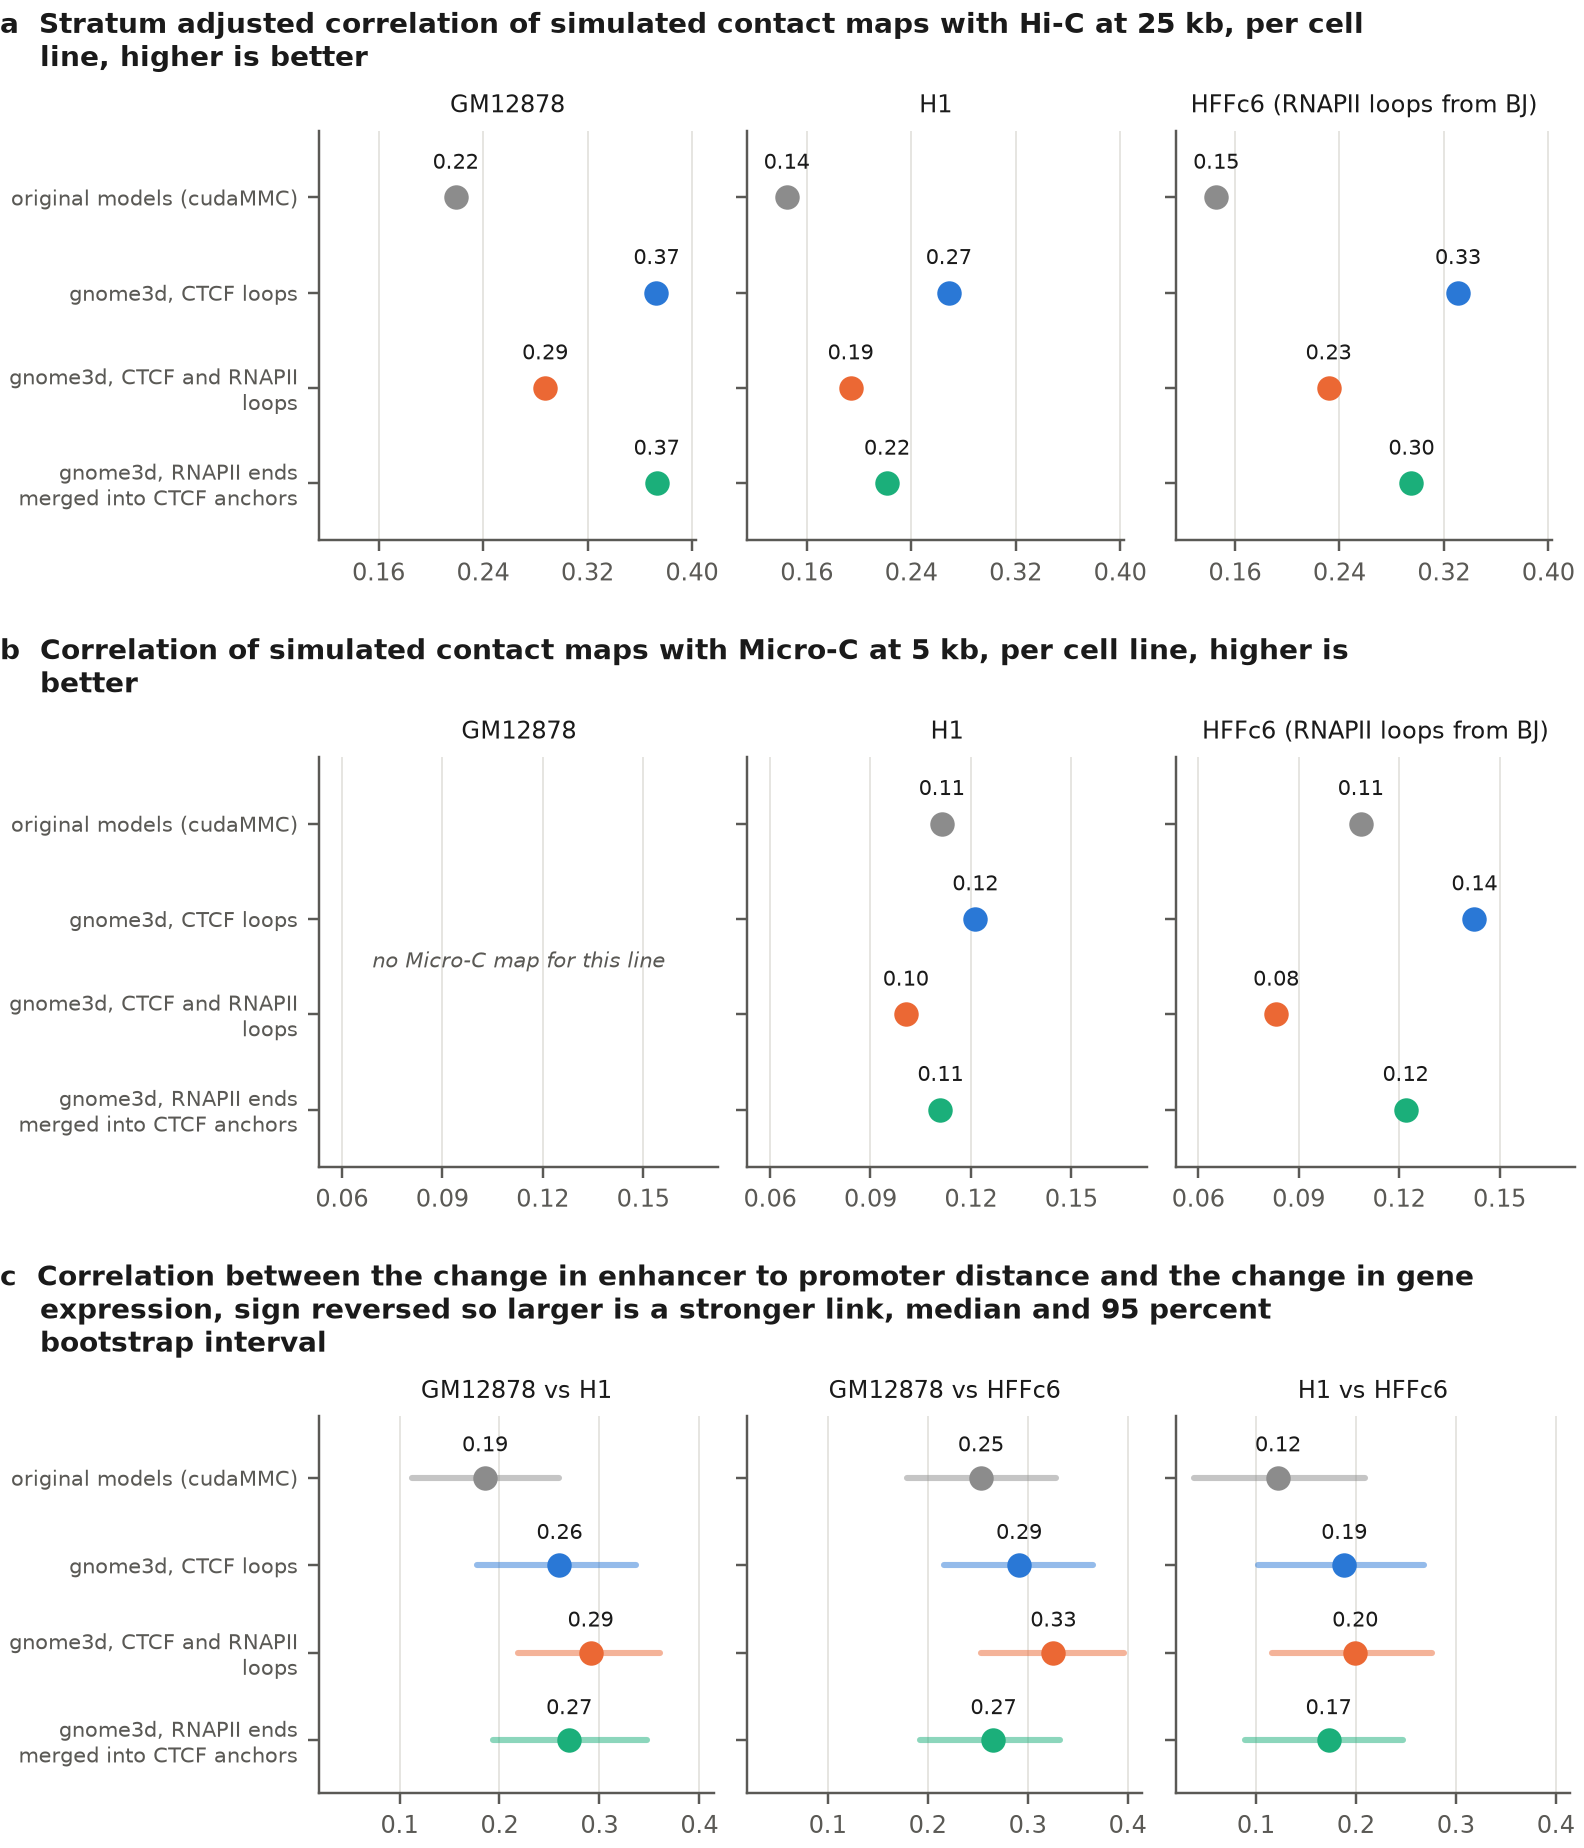 a Stratum adjusted correlation of simulated contact maps with Hi-C at 25 kb, per cell
line, higher is better
GM12878
H1
HFFc6 (RNAPII loops from BJ)
original models (cudaMMC)
0.22
0.14
0.15
gnome3d, CTCF loops
0.37
0.27
0.33
gnome3d, CTCF and RNAPII
loops
0.29
0.19
0.23
gnome3d, RNAPII ends
merged into CTCF anchors
0.37
0.22
0.30
0.16 0.24 0.32 0.40
0.16 0.24 0.32 0.40
0.16 0.24 0.32 0.40
b Correlation of simulated contact maps with Micro-C at 5 kb, per cell line, higher is
better
GM12878
H1
HFFc6 (RNAPII loops from BJ)
original models (cudaMMC)
0.11
0.11
gnome3d, CTCF loops
0.12
0.14
no Micro-C map for this line
gnome3d, CTCF and RNAPII
loops
0.10
0.08
gnome3d, RNAPII ends
merged into CTCF anchors
0.11
0.12
0.06 0.09 0.12 0.15
0.06 0.09 0.12 0.15
0.06 0.09 0.12 0.15
c Correlation between the change in enhancer to promoter distance and the change in gene
expression, sign reversed so larger is a stronger link, median and 95 percent
bootstrap interval
GM12878 vs H1
GM12878 vs HFFc6
H1 vs HFFc6
original models (cudaMMC)
0.19
0.25
0.12
gnome3d, CTCF loops
0.26
0.29
0.19
gnome3d, CTCF and RNAPII
loops
0.29
0.33
0.20
gnome3d, RNAPII ends
merged into CTCF anchors
0.27
0.27
0.17
0.1 0.2 0.3 0.4
0.1 0.2 0.3 0.4
0.1 0.2 0.3 0.4